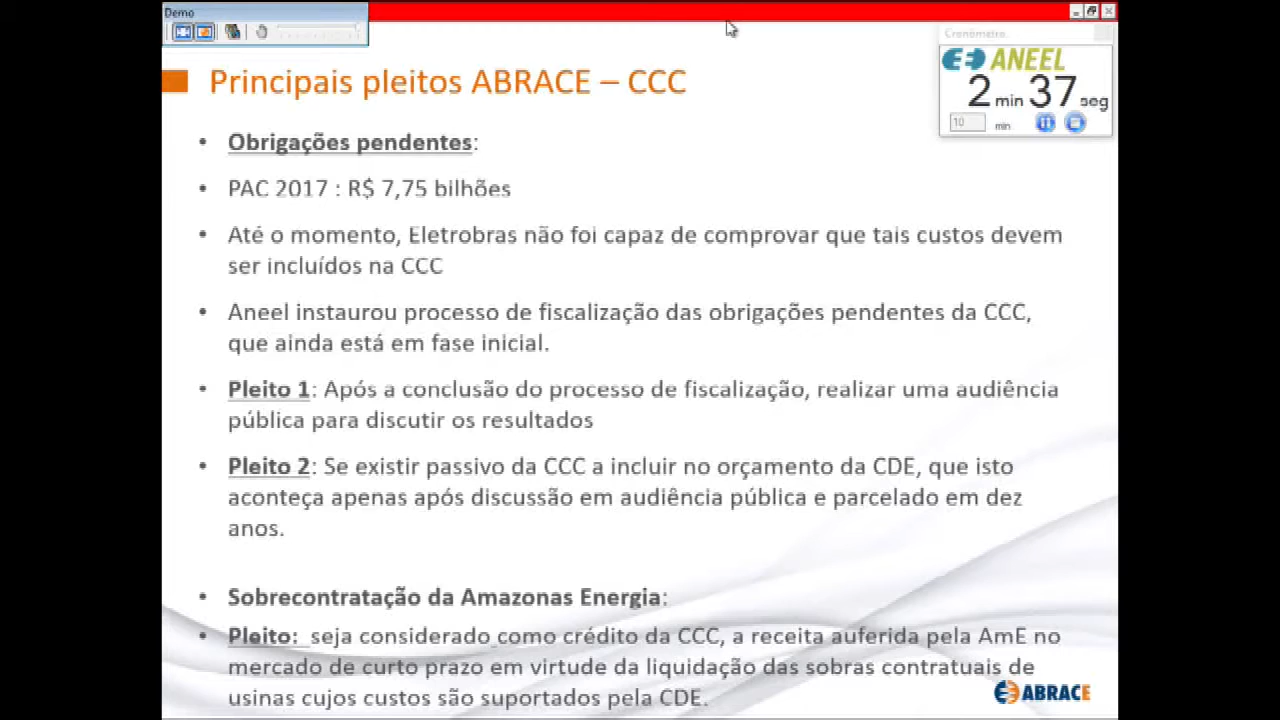 Demo
Cronômetro.
ANEEL
2 min 37 seg
10 min
Principais pleitos ABRACE – CCC
• Obrigações pendentes:
• PAC 2017 : R$ 7,75 bilhões
• Até o momento, Eletrobras não foi capaz de comprovar que tais custos devem
ser incluídos na CCC
• Aneel instaurou processo de fiscalização das obrigações pendentes da CCC,
que ainda está em fase inicial.
• Pleito 1: Após a conclusão do processo de fiscalização, realizar uma audiência
pública para discutir os resultados
• Pleito 2: Se existir passivo da CCC a incluir no orçamento da CDE, que isto
aconteça apenas após discussão em audiência pública e parcelado em dez
anos.
• Sobrecontratação da Amazonas Energia:
• Pleito: seja considerado como crédito da CCC, a receita auferida pela AmE no
mercado de curto prazo em virtude da liquidação das sobras contratuais de
usinas cujos custos são suportados pela CDE.
ABRACE